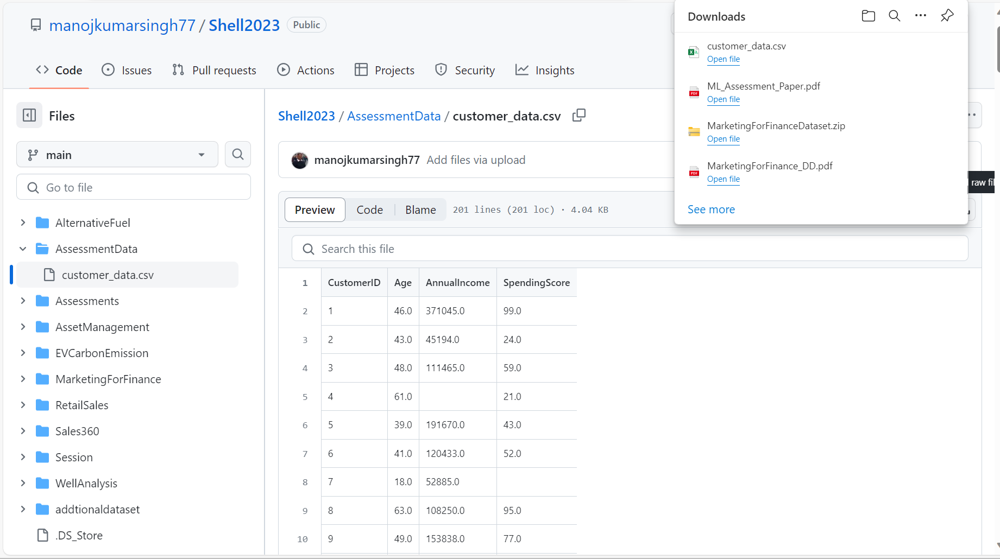 manojkumarsingh77 / Shell2023 Public
Code Issues Pull requests Actions Projects Security Insights
Downloads
customer_data.csv
Open file
ML_Assessment_Paper.pdf
Open file
MarketingForFinanceDataset.zip
Open file
MarketingForFinance_DD.pdf
Open file
See more
raw
Files
main
Go to file
AlternativeFuel
AssessmentData
customer_data.csv
Assessments
AssetManagement
EVCarbonEmission
MarketingForFinance
RetailSales
Sales360
Session
WellAnalysis
addtionaldataset
.DS_Store
Shell2023 / AssessmentData / customer_data.csv
manojkumarsingh77 Add files via upload
Preview Code Blame 201 lines (201 loc) · 4.04 KB
Search this file
1 CustomerID Age AnnualIncome SpendingScore
2 1 46.0 371045.0 99.0
3 2 43.0 45194.0 24.0
4 3 48.0 111465.0 59.0
5 4 61.0 21.0
6 5 39.0 191670.0 43.0
7 6 41.0 120433.0 52.0
8 7 18.0 52885.0
9 8 63.0 108250.0 95.0
10 9 49.0 153838.0 77.0